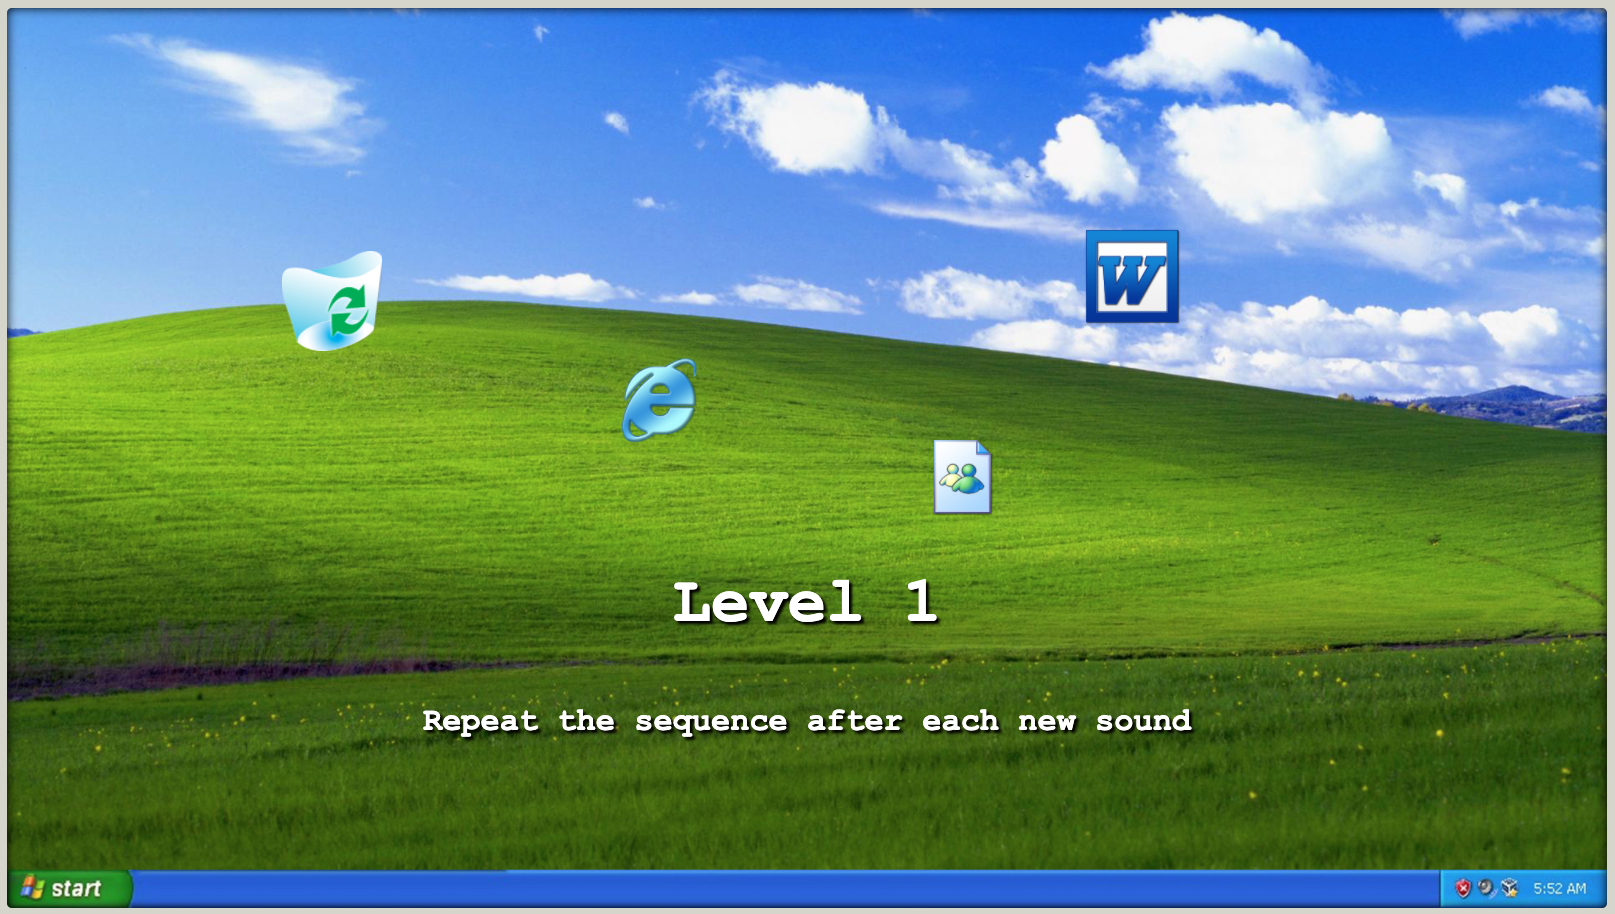 W
e
Level 1
Repeat the sequence after each new sound
start
5:52 AM